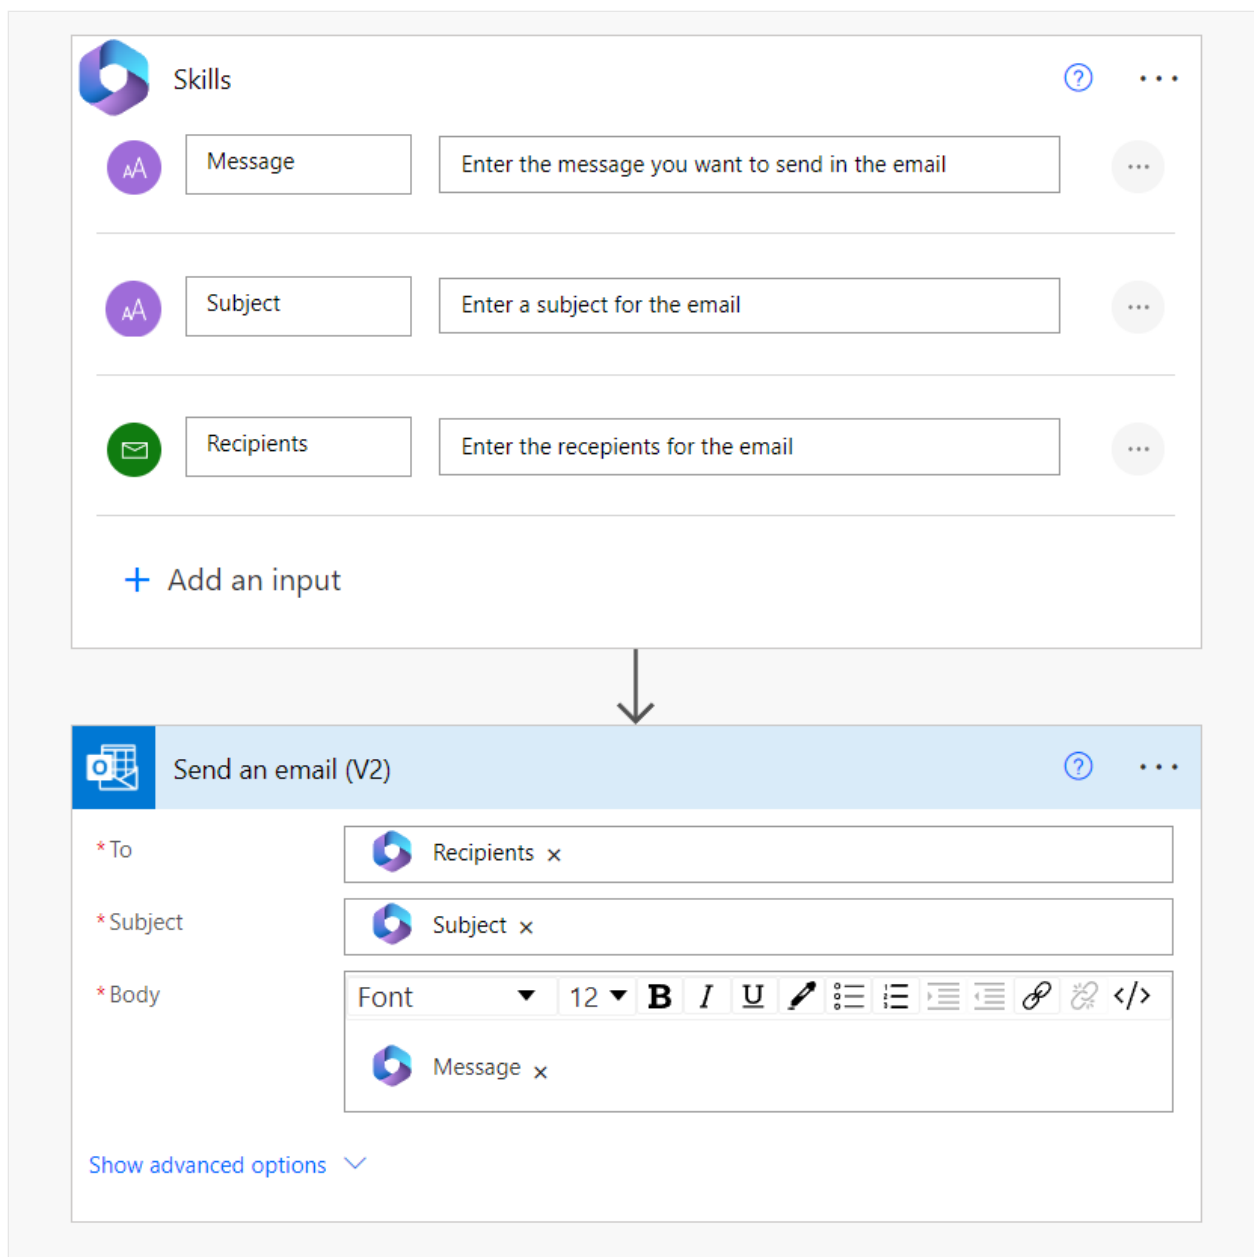 Skills
Message
Enter the message you want to send in the email
Subject
Enter a subject for the email
Recipients
Enter the recepients for the email
+ Add an input
Send an email (V2)
* To
Recipients ×
* Subject
Subject ×
* Body
Font 12 B I U </>
Message ×
Show advanced options